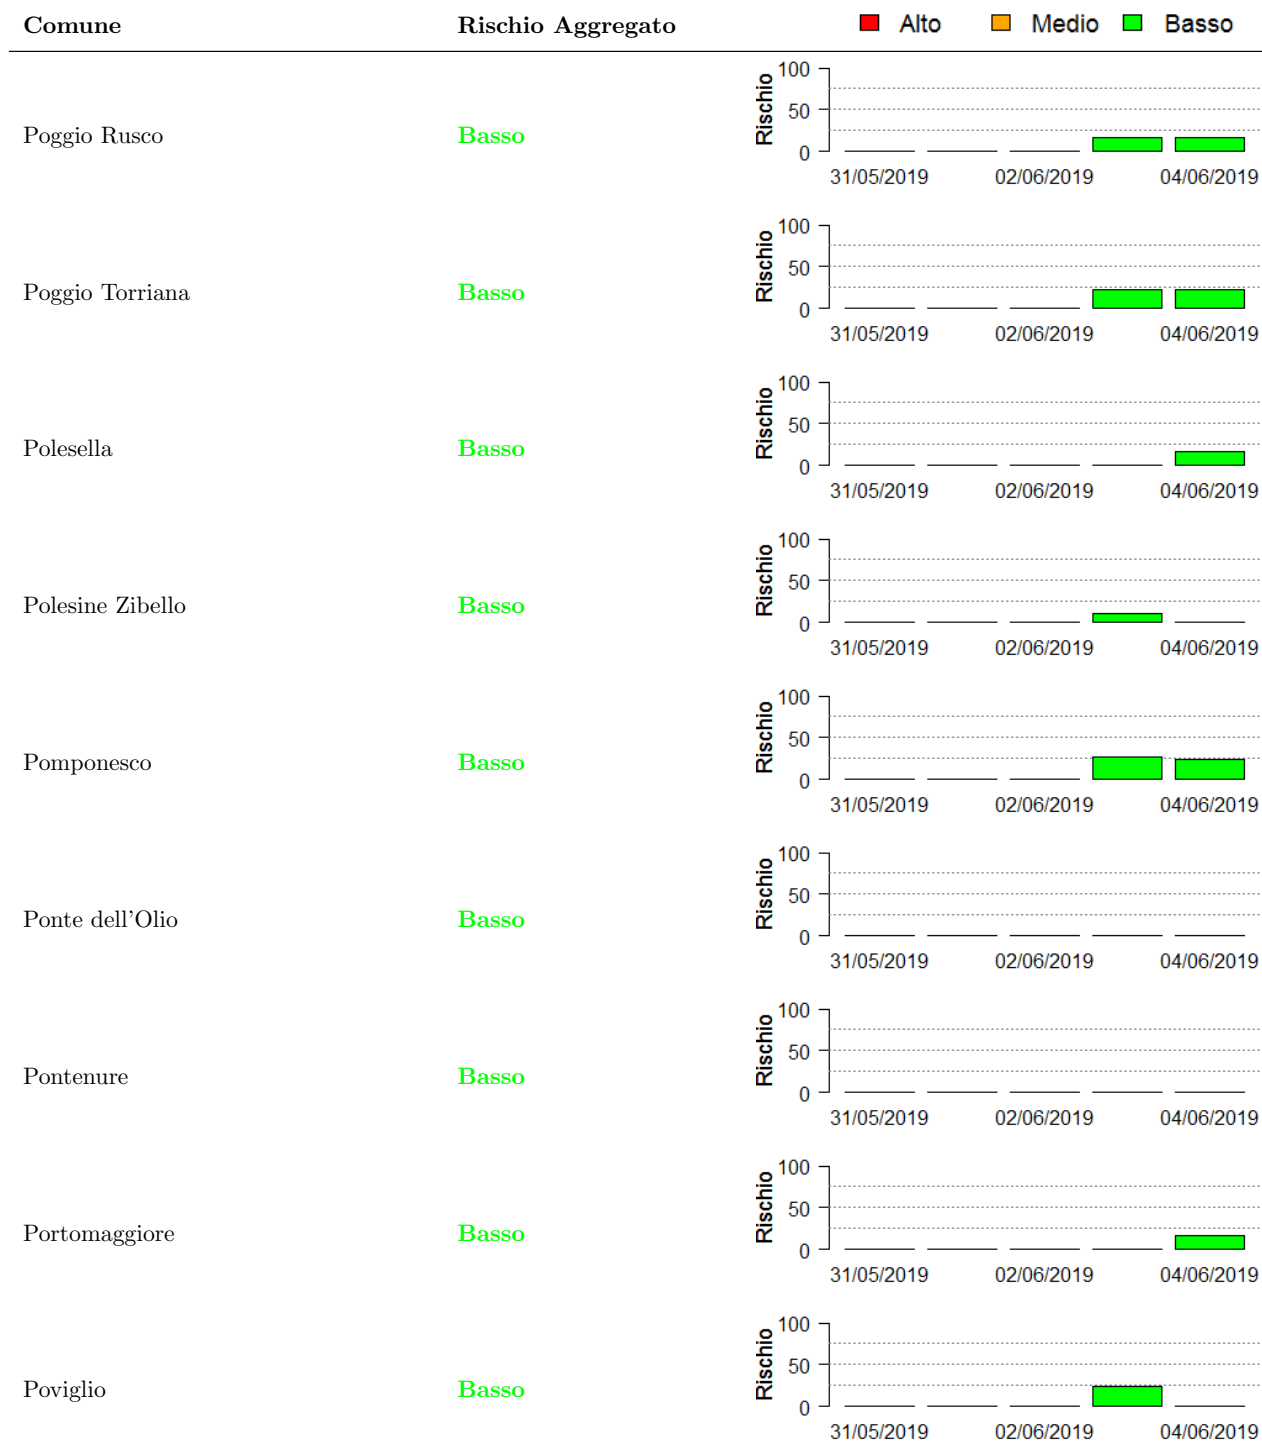 Comune Rischio Aggregato Alto Medio Basso
Poggio Rusco Basso
Rischio
100
50
0
31/05/2019 02/06/2019 04/06/2019
Poggio Torriana Basso
Rischio
100
50
0
31/05/2019 02/06/2019 04/06/2019
Polesella Basso
Rischio
100
50
0
31/05/2019 02/06/2019 04/06/2019
Polesine Zibello Basso
Rischio
100
50
0
31/05/2019 02/06/2019 04/06/2019
Pomponesco Basso
Rischio
100
50
0
31/05/2019 02/06/2019 04/06/2019
Ponte dell'Olio Basso
Rischio
100
50
0
31/05/2019 02/06/2019 04/06/2019
Pontenure Basso
Rischio
100
50
0
31/05/2019 02/06/2019 04/06/2019
Portomaggiore Basso
Rischio
100
50
0
31/05/2019 02/06/2019 04/06/2019
Poviglio Basso
Rischio
100
50
0
31/05/2019 02/06/2019 04/06/2019